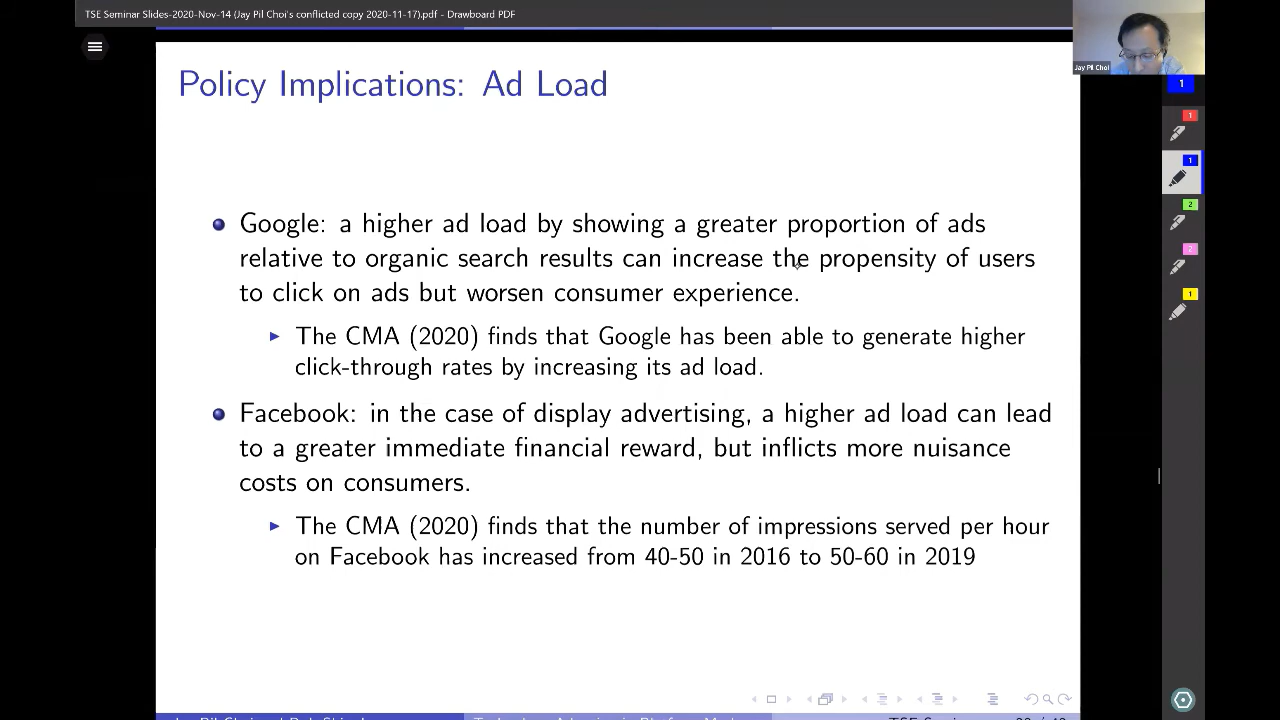 TSE Seminar Slides-2020-Nov-14 (Jay Pil Choi's conflicted copy 2020-11-17).pdf - Drawboard PDF
Jay Pil Choi
Policy Implications: Ad Load
1
1
1
2
2
1
Google: a higher ad load by showing a greater proportion of ads
relative to organic search results can increase the propensity of users
to click on ads but worsen consumer experience.
The CMA (2020) finds that Google has been able to generate higher
click-through rates by increasing its ad load.
Facebook: in the case of display advertising, a higher ad load can lead
to a greater immediate financial reward, but inflicts more nuisance
costs on consumers.
The CMA (2020) finds that the number of impressions served per hour
on Facebook has increased from 40-50 in 2016 to 50-60 in 2019